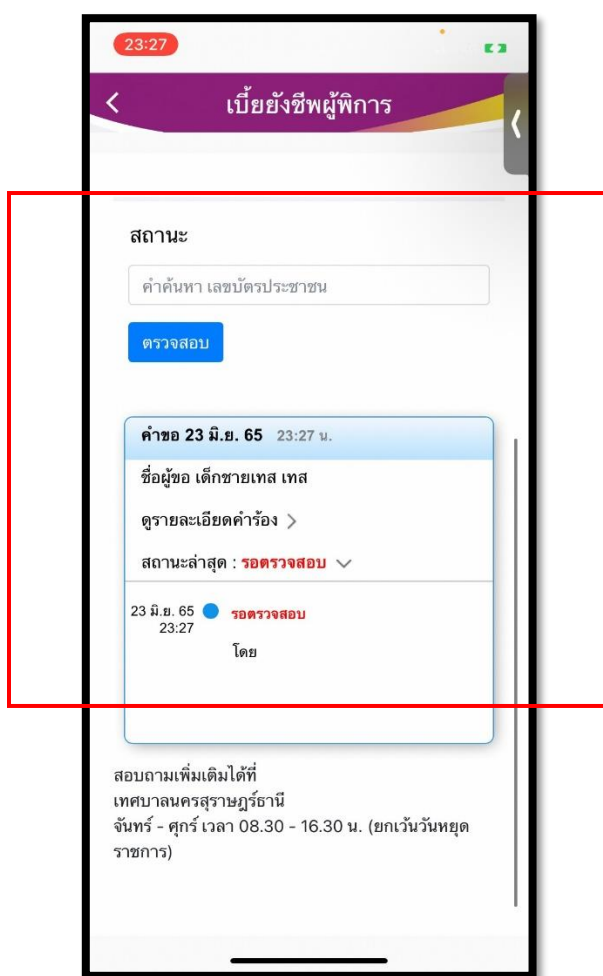 23:27
เบี้ยยังชีพผู้พิการ
สถานะ
คำค้นหา เลขบัตรประชาชน
ตรวจสอบ
คำขอ 23 มิ.ย. 65 23:27 น.
ชื่อผู้ขอ เด็กชายเทส เทส
ดูรายละเอียดคำร้อง
สถานะล่าสุด : รอตรวจสอบ
23 มิ.ย. 65 รอตรวจสอบ
23:27
โดย
สอบถามเพิ่มเติมได้ที่
เทศบาลนครสุราษฎร์ธานี
จันทร์ - ศุกร์ เวลา 08.30 - 16.30 น. (ยกเว้นวันหยุด
ราชการ)